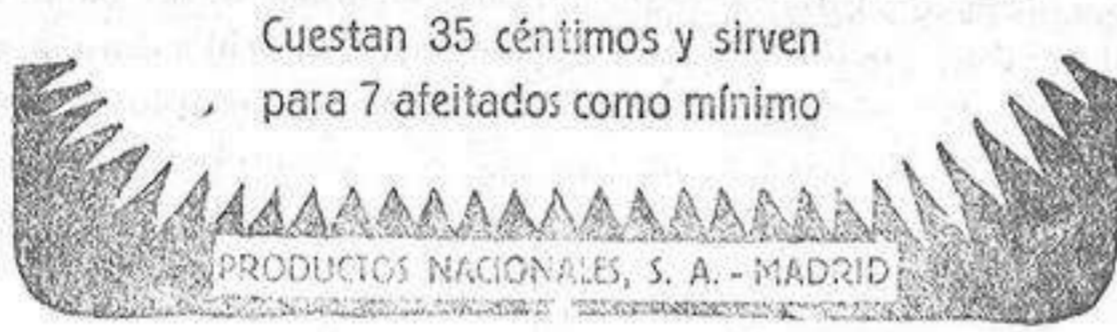 Cuestan 35 céntimos y sirven
para 7 afeitados como mínimo
PRODUCTOS NACIONALES, S. A. - MADRID